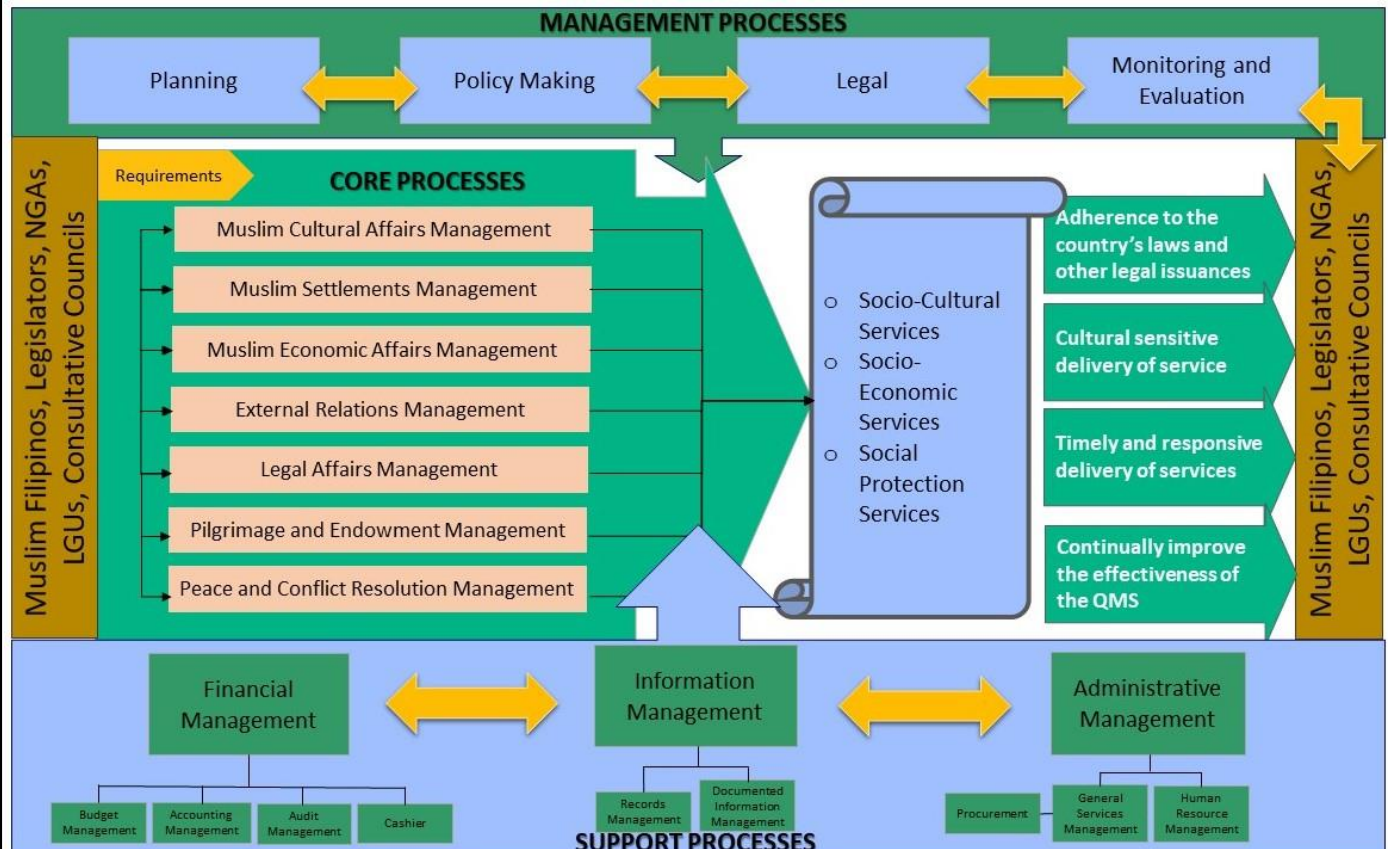 MANAGEMENT PROCESSES
Planning
Policy Making
Legal
Monitoring and
Evaluation
Muslim Filipinos, Legislators, NGAs,
LGUs, Consultative Councils
Requirements
CORE PROCESSES
Muslim Cultural Affairs Management
Muslim Settlements Management
Muslim Economic Affairs Management
External Relations Management
Legal Affairs Management
Pilgrimage and Endowment Management
Peace and Conflict Resolution Management
o Socio-Cultural
Services
o Socio-
Economic
Services
o Social
Protection
Services
Adherence to the
country's laws and
other legal issuances
Cultural sensitive
delivery of service
Timely and responsive
delivery of services
Continually improve
the effectiveness of
the QMS
Muslim Filipinos, Legislators, NGAs,
LGUs, Consultative Councils
Financial
Management
Information
Management
Administrative
Management
Budget
Management
Accounting
Management
Audit
Management
Cashier
Records
Management
Documented
Information
Management
Procurement
General
Services
Management
Human
Resource
Management
SUPPORT PROCESSES